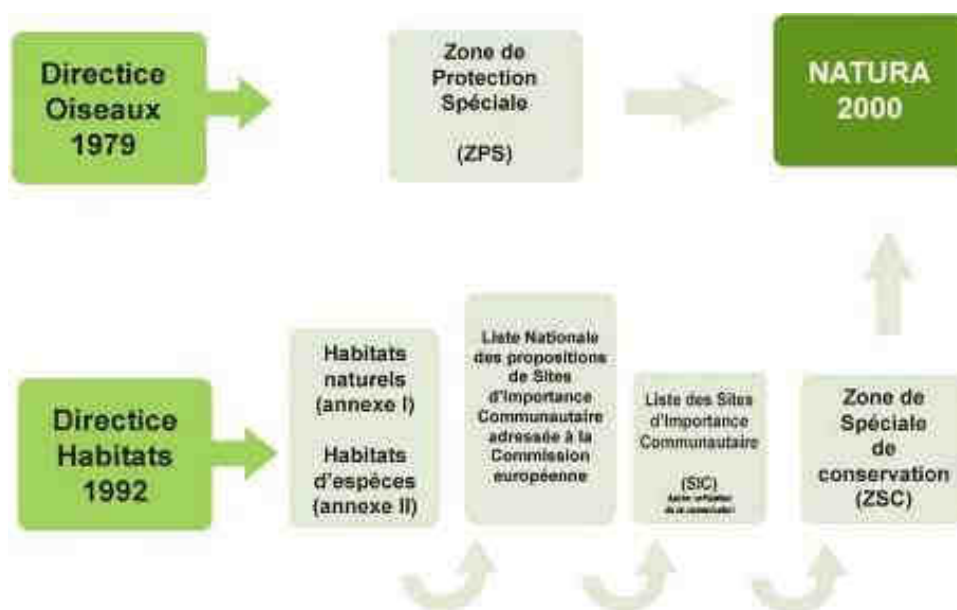 Directice
Oiseaux
1979
Zone de
Protection
Spéciale
(ZPS)
NATURA
2000
Directice
Habitats
1992
Habitats
naturels
(annexe I)
Habitats
d'espèces
(annexe II)
Liste Nationale
des propositions
de Sites
d'Importance
Communautaire
adressée à la
Commission
européenne
Liste des Sites
d'Importance
Communautaire
(SIC)
Zone de
Spéciale
de
conservation
(ZSC)